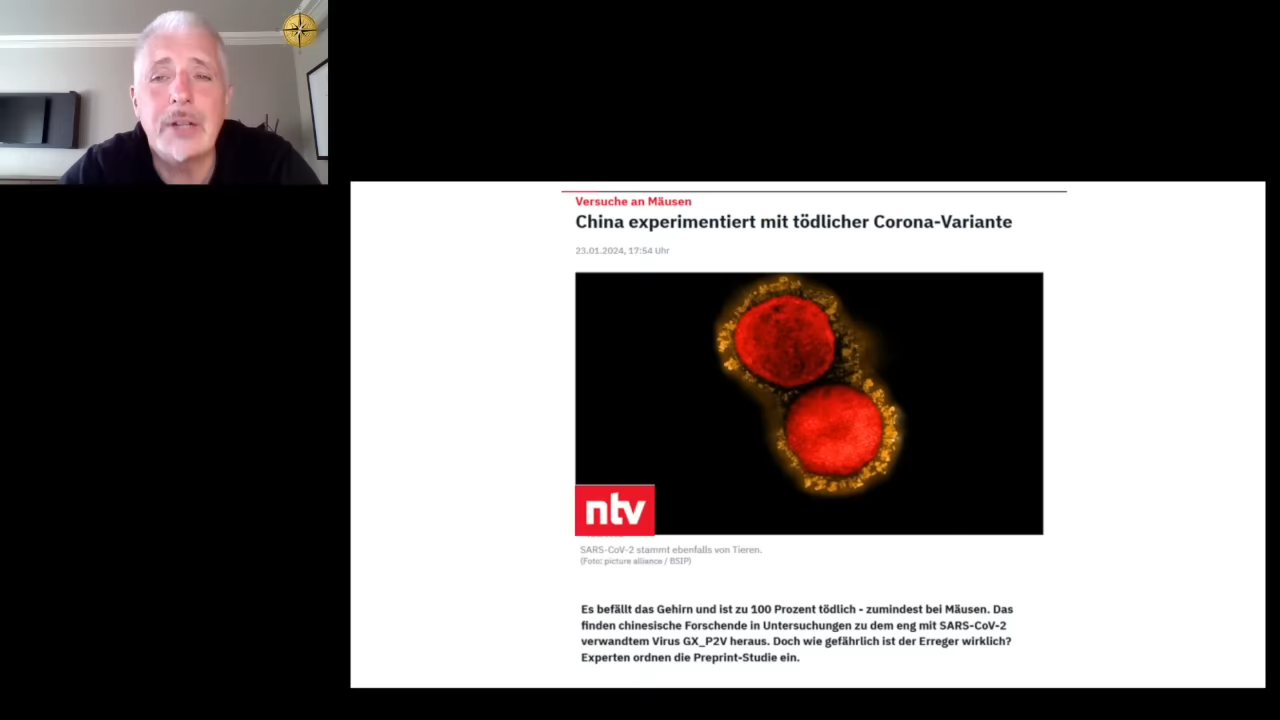 Versuche an Mäusen
China experimentiert mit tödlicher Corona-Variante
23.01.2024, 17:54 Uhr
ntv
SARS-CoV-2 stammt ebenfalls von Tieren.
(Foto: picture alliance / BSIP)
Es befällt das Gehirn und ist zu 100 Prozent tödlich - zumindest bei Mäusen. Das
finden chinesische Forschende in Untersuchungen zu dem eng mit SARS-CoV-2
verwandtem Virus GX_P2V heraus. Doch wie gefährlich ist der Erreger wirklich?
Experten ordnen die Preprint-Studie ein.